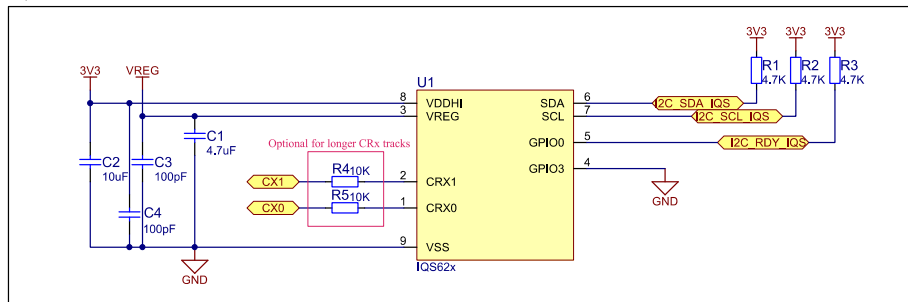 3V3
VREG
U1
3V3
3V3
3V3
R1
4.7K
R2
4.7K
R3
4.7K
8
VDDHI
3
VREG
SDA
6
I2C_SDA_IQS
SCL
7
I2C_SCL_IQS
C1
4.7uF
Optional for longer CRx tracks
GPIO0
5
I2C_RDY_IQS
C2
10uF
C3
100pF
CX1
R4
10K
2
CRX1
GPIO3
4
GND
CX0
R5
10K
1
CRX0
C4
100pF
9
VSS
IQS62x
GND